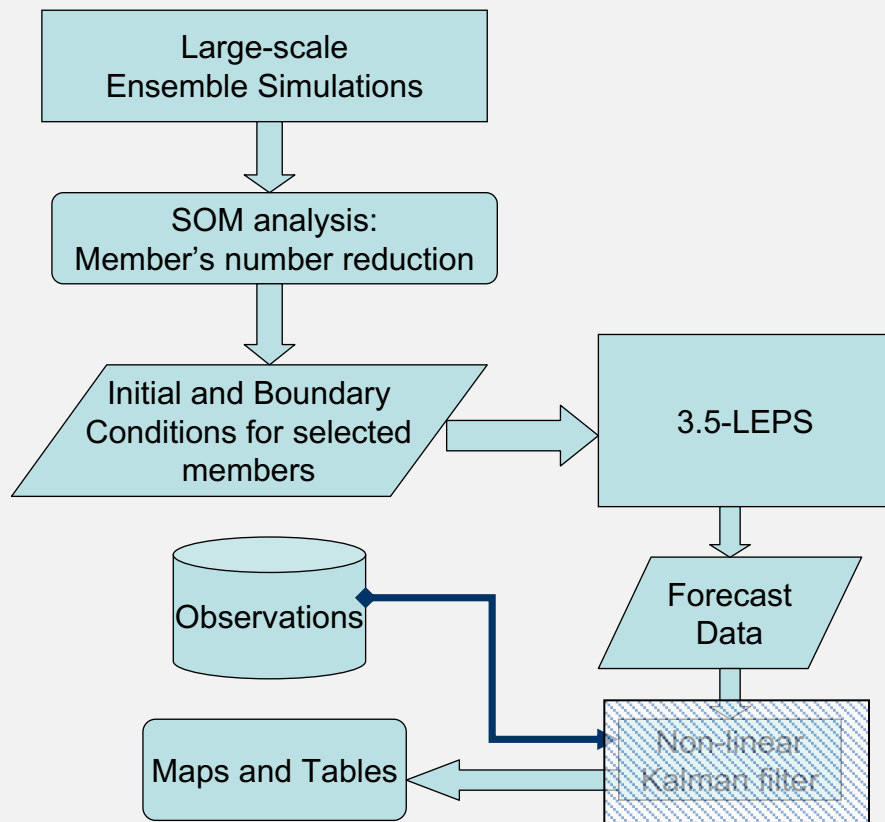 Large-scale
Ensemble Simulations
SOM analysis:
Member's number reduction
Initial and Boundary
Conditions for selected
members
3.5-LEPS
Observations
Forecast
Data
Non-linear
Kalman filter
Maps and Tables